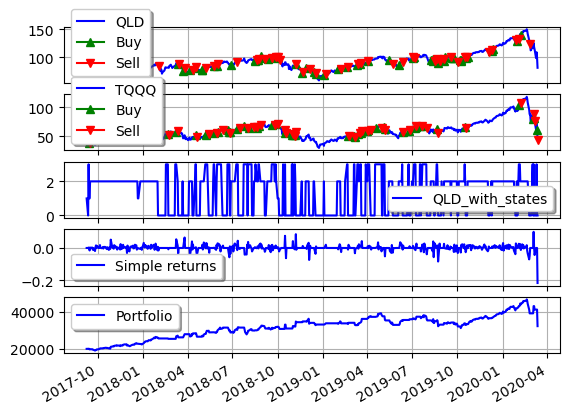 QLD
Buy
Sell
150
100
TQQQ
Buy
Sell
100
50
2
0
QLD_with_states
0.0
−0.2
Simple returns
40000
20000
Portfolio
2017-10 2018-01 2018-04 2018-07 2018-10 2019-01 2019-04 2019-07 2019-10 2020-01 2020-04